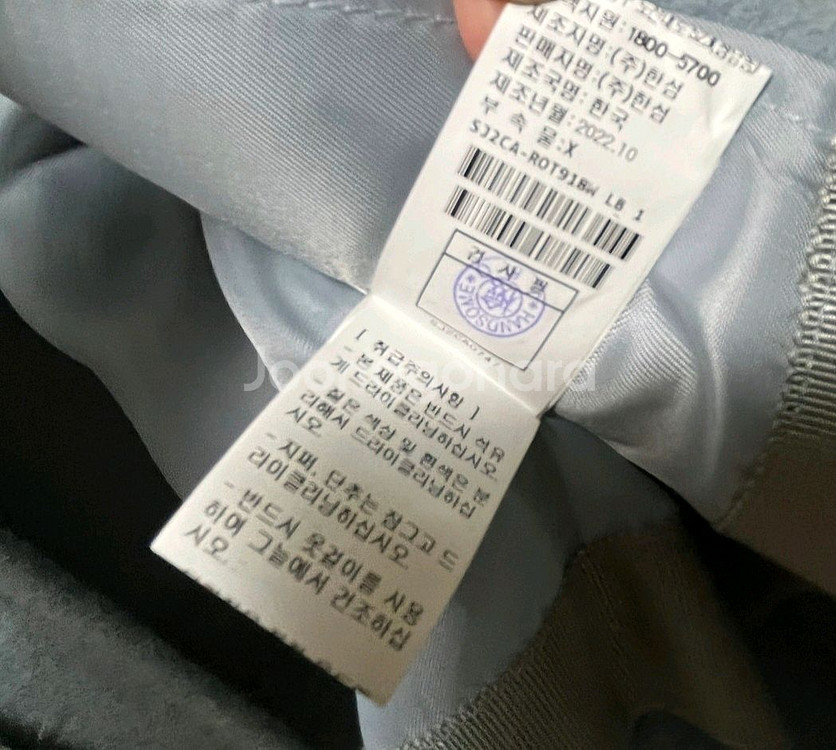 1800-5700
제조지명:(주)한섬
판매지명:(주)한섬
제조국명:한국
제조년월:2022.10
부 속 물:X
SJ2CA-ROT918W LB 1
검 사 필
HANDSOME
[ 취급주의사항 ]
- 본 제품은 반드시 석유
계 드라이클리닝하십시오
짙은 색상 및 흰색은 분
리해서 드라이클리닝하십
시오
- 지퍼, 단추는 잠그고 드
라이클리닝하십시오
- 반드시 옷걸이를 사용
하여 그늘에서 건조하십
시오
Joonggonara